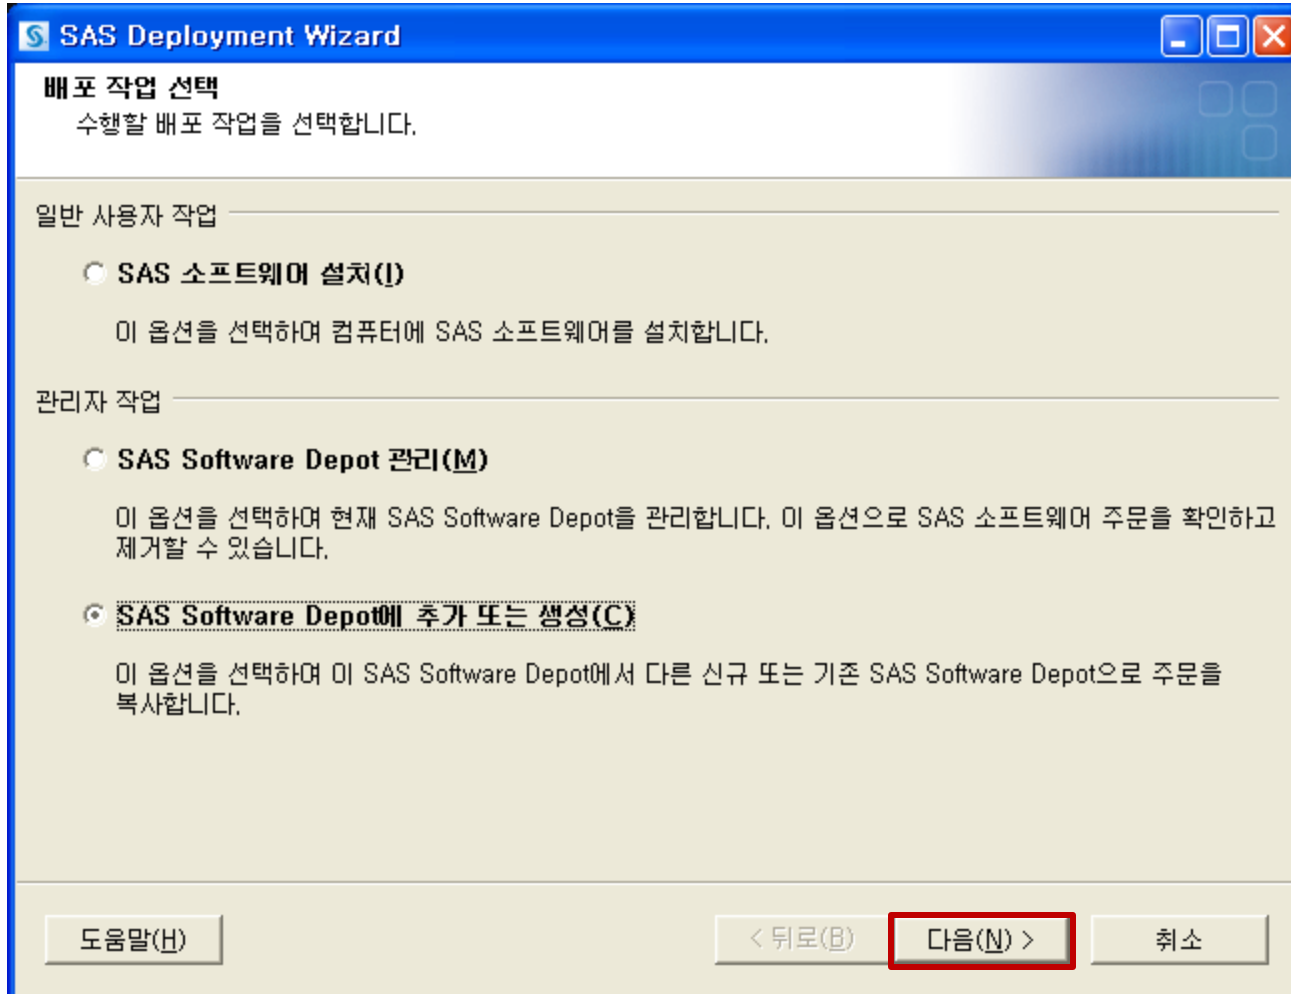 SAS Deployment Wizard
배포 작업 선택
수행할 배포 작업을 선택합니다.
일반 사용자 작업
SAS 소프트웨어 설치(I)
이 옵션을 선택하여 컴퓨터에 SAS 소프트웨어를 설치합니다.
관리자 작업
SAS Software Depot 관리(M)
이 옵션을 선택하여 현재 SAS Software Depot을 관리합니다. 이 옵션으로 SAS 소프트웨어 주문을 확인하고
제거할 수 있습니다.
SAS Software Depot에 추가 또는 생성(C)
이 옵션을 선택하여 이 SAS Software Depot에서 다른 신규 또는 기존 SAS Software Depot으로 주문을
복사합니다.
도움말(H)
< 뒤로(B)
다음(N) >
취소